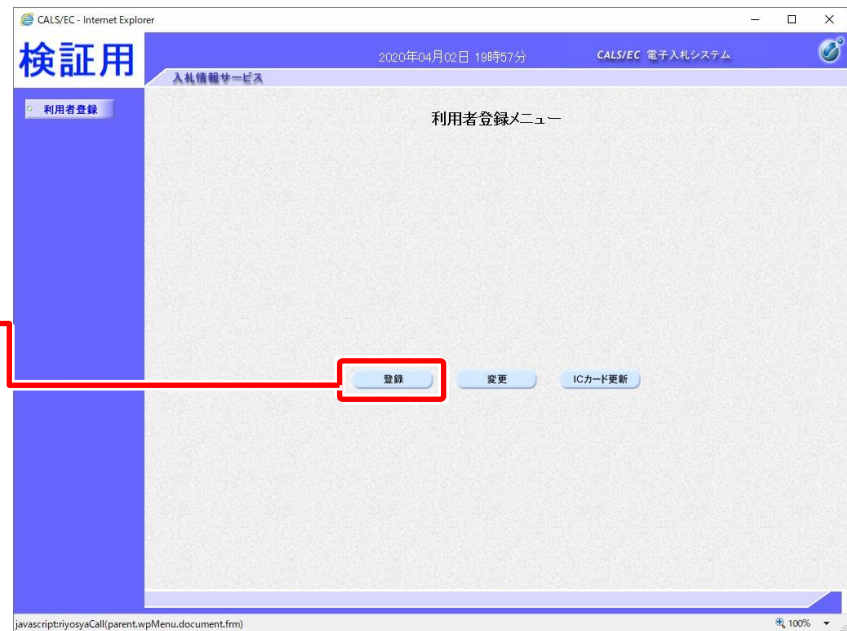 CALS/EC - Internet Explorer
検証用
2020年04月02日 19時57分
CALS/EC 電子入札システム
入札情報サービス
利用者登録
利用者登録メニュー
登録
変更
ICカード更新
javascript:riyosyaCall(parent.wpMenu.document.frm)
100%